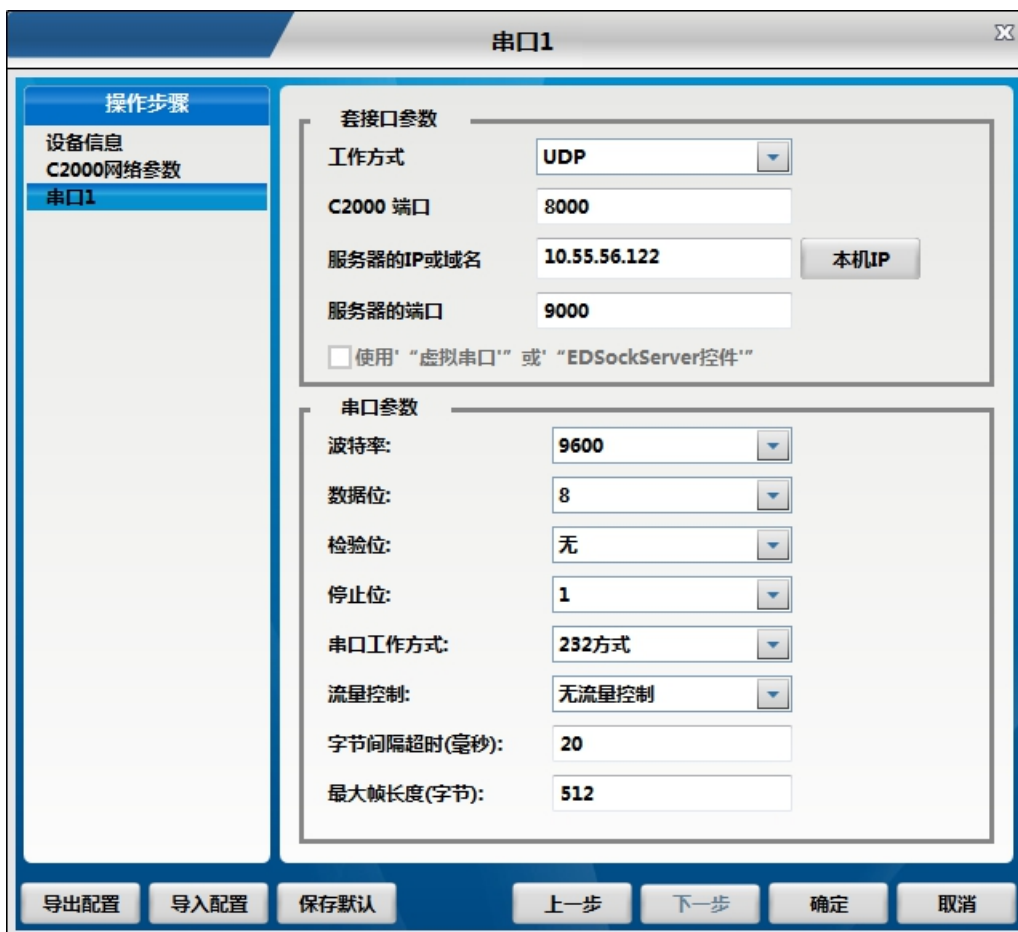 串口1
操作步骤
设备信息
C2000网络参数
串口1
套接口参数
工作方式 UDP
C2000 端口 8000
服务器的IP或域名 10.55.56.122 本机IP
服务器的端口 9000
使用' “虚拟串口'” 或' “EDSockServer控件'”
串口参数
波特率: 9600
数据位: 8
检验位: 无
停止位: 1
串口工作方式: 232方式
流量控制: 无流量控制
字节间隔超时(毫秒): 20
最大帧长度(字节): 512
导出配置 导入配置 保存默认 上一步 下一步 确定 取消